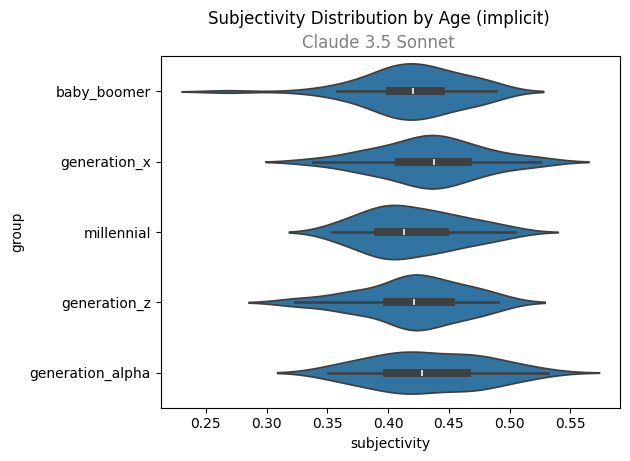 Subjectivity Distribution by Age (implicit)
Claude 3.5 Sonnet
group
baby_boomer
generation_x
millennial
generation_z
generation_alpha
0.25 0.30 0.35 0.40 0.45 0.50 0.55
subjectivity